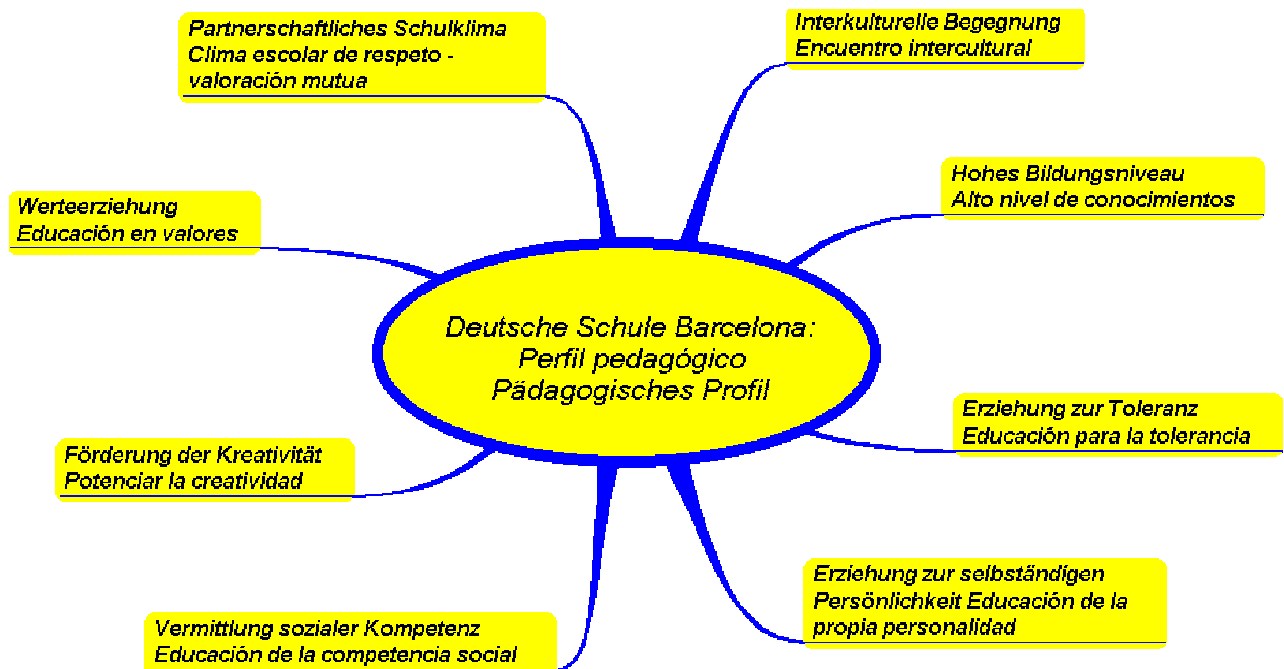 Partnerschaftliches Schulklima
Clima escolar de respeto -
valoración mutua
Interkulturelle Begegnung
Encuentro intercultural
Hohes Bildungsniveau
Alto nivel de conocimientos
Werteerziehung
Educación en valores
Deutsche Schule Barcelona:
Perfil pedagógico
Pädagogisches Profil
Erziehung zur Toleranz
Educación para la tolerancia
Förderung der Kreativität
Potenciar la creatividad
Erziehung zur selbständigen
Persönlichkeit Educación de la
propia personalidad
Vermittlung sozialer Kompetenz
Educación de la competencia social